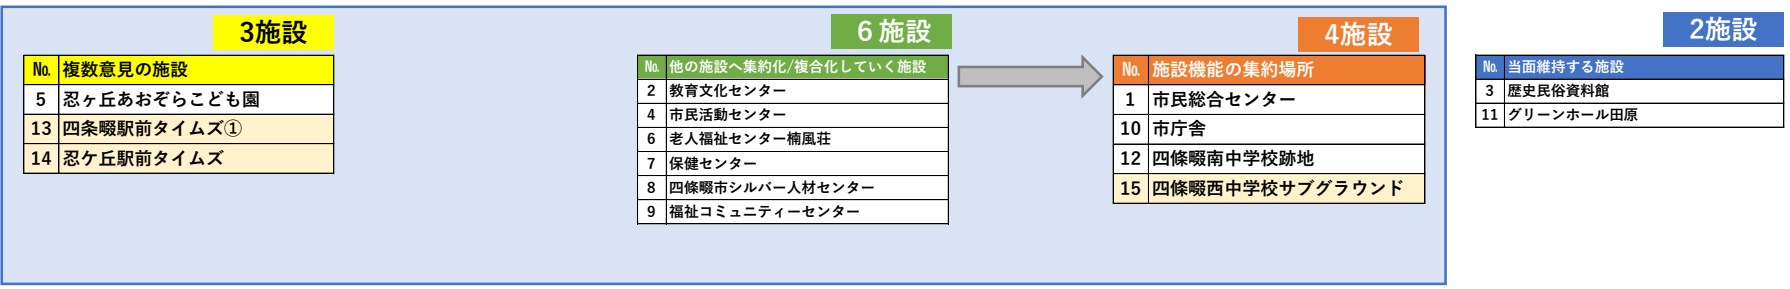 3施設
№ 複数意見の施設
5 忍ヶ丘あおぞらこども園
13 四条畷駅前タイムズ①
14 忍ケ丘駅前タイムズ
６施設
№ 他の施設へ集約化/複合化していく施設
2 教育文化センター
4 市民活動センター
6 老人福祉センター楠風荘
7 保健センター
8 四條畷市シルバー人材センター
9 福祉コミュニティーセンター
4施設
№ 施設機能の集約場所
1 市民総合センター
10 市庁舎
12 四條畷南中学校跡地
15 四條畷西中学校サブグラウンド
2施設
№ 当面維持する施設
3 歴史民俗資料館
11 グリーンホール田原